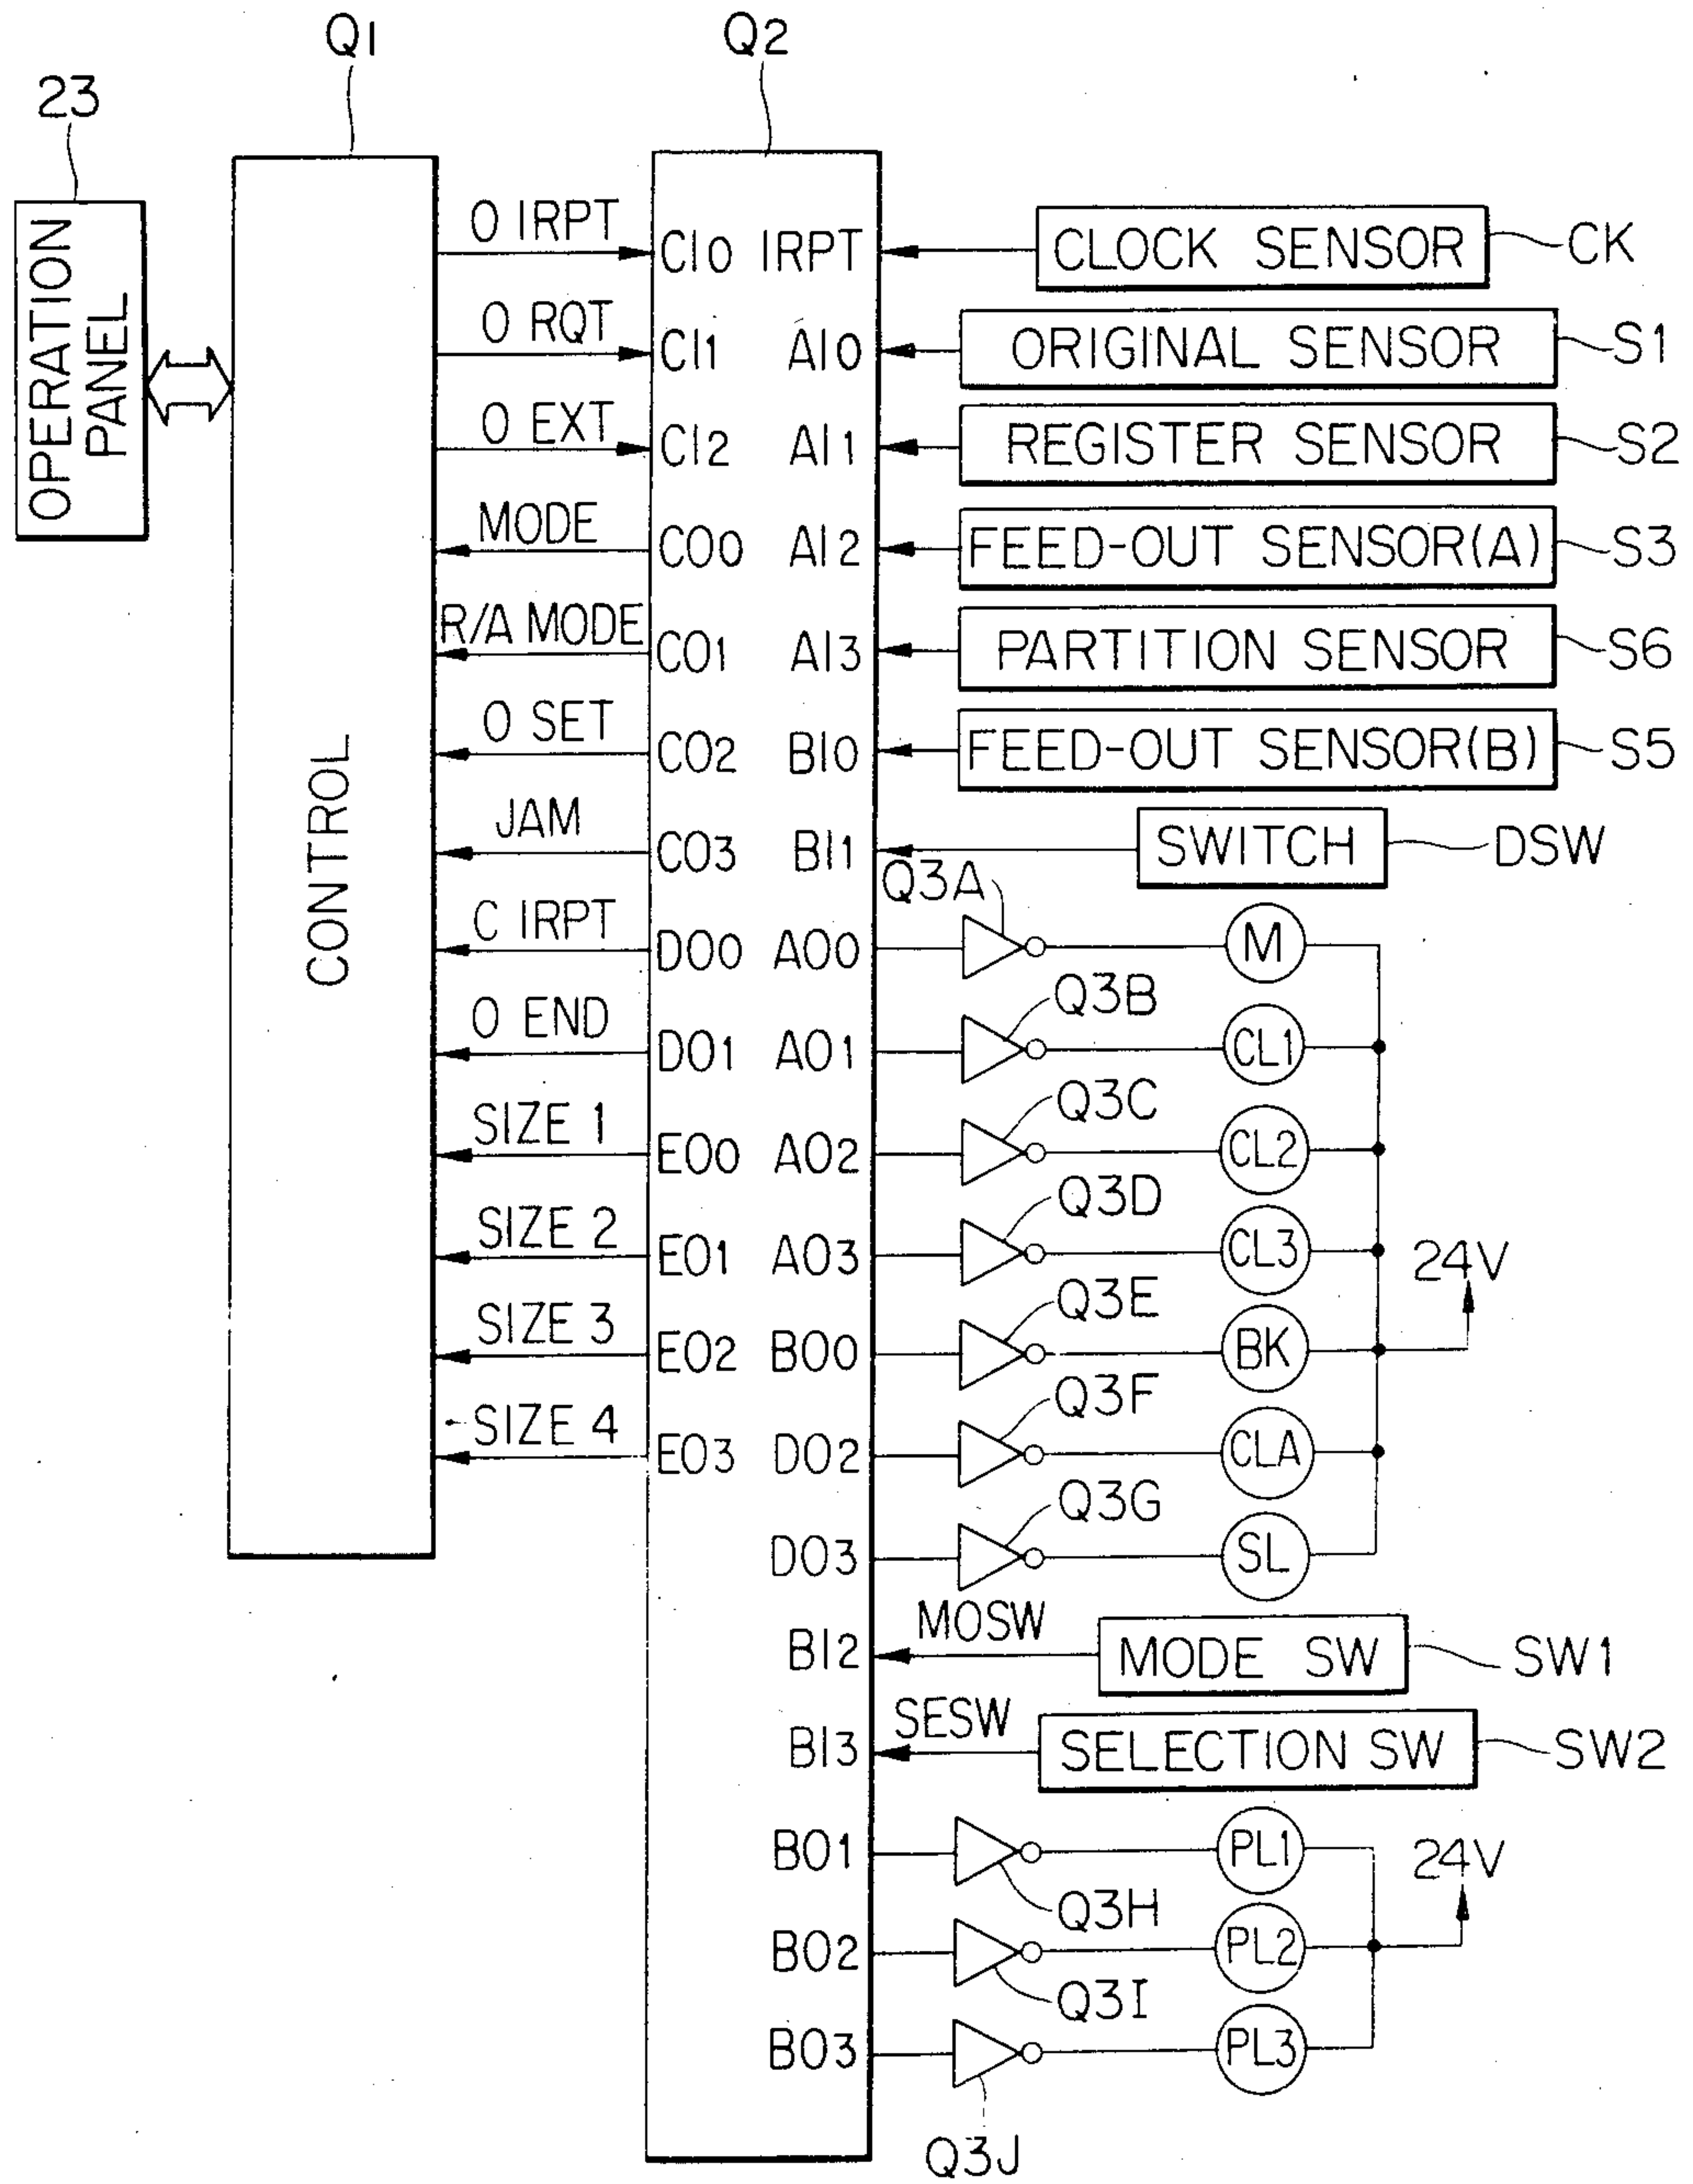 Q1
Q2
23
OPERATION
PANEL
CONTROL
O IRPT
CI0
IRPT
CLOCK SENSOR
CK
O RQT
CI1
AI0
ORIGINAL SENSOR
S1
O EXT
CI2
AI1
REGISTER SENSOR
S2
MODE
CO0
AI2
FEED-OUT SENSOR(A)
S3
R/A MODE
CO1
AI3
PARTITION SENSOR
S6
O SET
CO2
BI0
FEED-OUT SENSOR(B)
S5
JAM
CO3
BI1
SWITCH
DSW
Q3A
C IRPT
DO0
AO0
M
Q3B
O END
DO1
AO1
CL1
Q3C
SIZE 1
EO0
AO2
CL2
Q3D
SIZE 2
EO1
AO3
CL3
24V
Q3E
SIZE 3
EO2
BO0
BK
Q3F
SIZE 4
EO3
DO2
CLA
Q3G
DO3
SL
MOSW
BI2
MODE SW
SW1
SESW
BI3
SELECTION SW
SW2
BO1
PL1
24V
Q3H
BO2
PL2
Q3I
BO3
PL3
Q3J